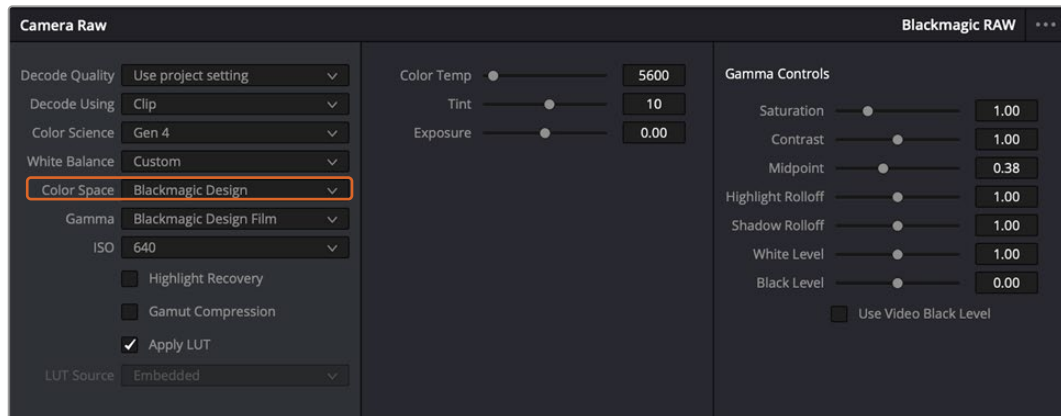 Camera Raw
Blackmagic RAW
Decode Quality Use project setting
Decode Using Clip
Color Science Gen 4
White Balance Custom
Color Space Blackmagic Design
Gamma Blackmagic Design Film
ISO 640
Highlight Recovery
Gamut Compression
Apply LUT
LUT Source Embedded
Color Temp 5600
Tint 10
Exposure 0.00
Gamma Controls
Saturation 1.00
Contrast 1.00
Midpoint 0.38
Highlight Rolloff 1.00
Shadow Rolloff 1.00
White Level 1.00
Black Level 0.00
Use Video Black Level